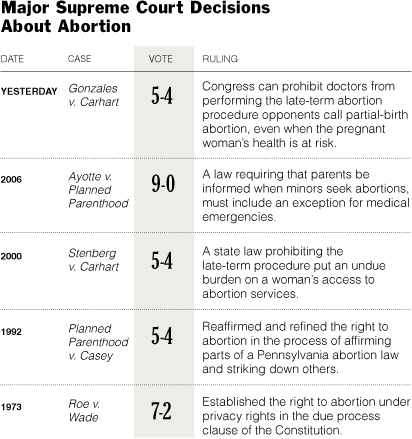 Major Supreme Court Decisions
About Abortion
DATE CASE VOTE RULING
YESTERDAY Gonzales v. Carhart 5-4 Congress can prohibit doctors from
performing the late-term abortion
procedure opponents call partial-birth
abortion, even when the pregnant
woman's health is at risk.
2006 Ayotte v. Planned Parenthood 9-0 A law requiring that parents be
informed when minors seek abortions,
must include an exception for medical
emergencies.
2000 Stenberg v. Carhart 5-4 A state law prohibiting the
late-term procedure put an undue
burden on a woman's access to
abortion services.
1992 Planned Parenthood v. Casey 5-4 Reaffirmed and refined the right to
abortion in the process of affirming
parts of a Pennsylvania abortion law
and striking down others.
1973 Roe v. Wade 7-2 Established the right to abortion under
privacy rights in the due process
clause of the Constitution.